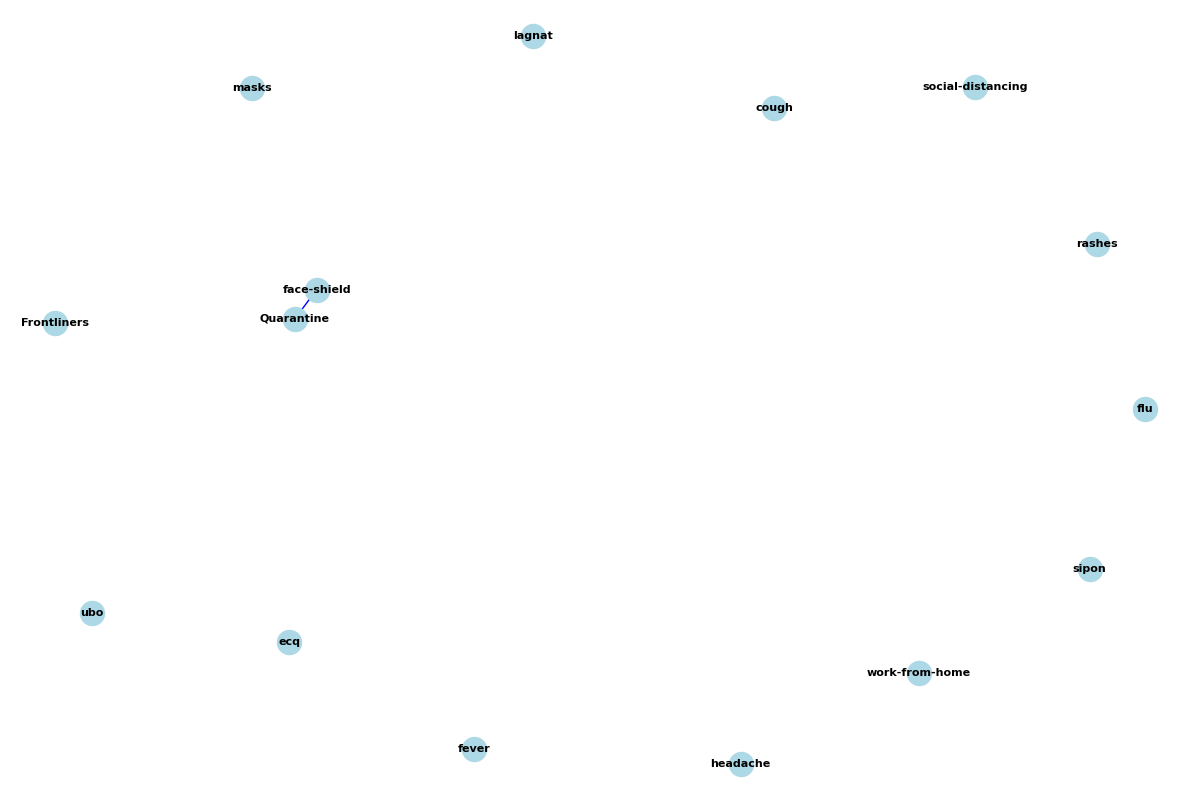 lagnat
masks
social-distancing
cough
rashes
face-shield
Quarantine
Frontliners
flu
sipon
ubo
ecq
work-from-home
fever
headache